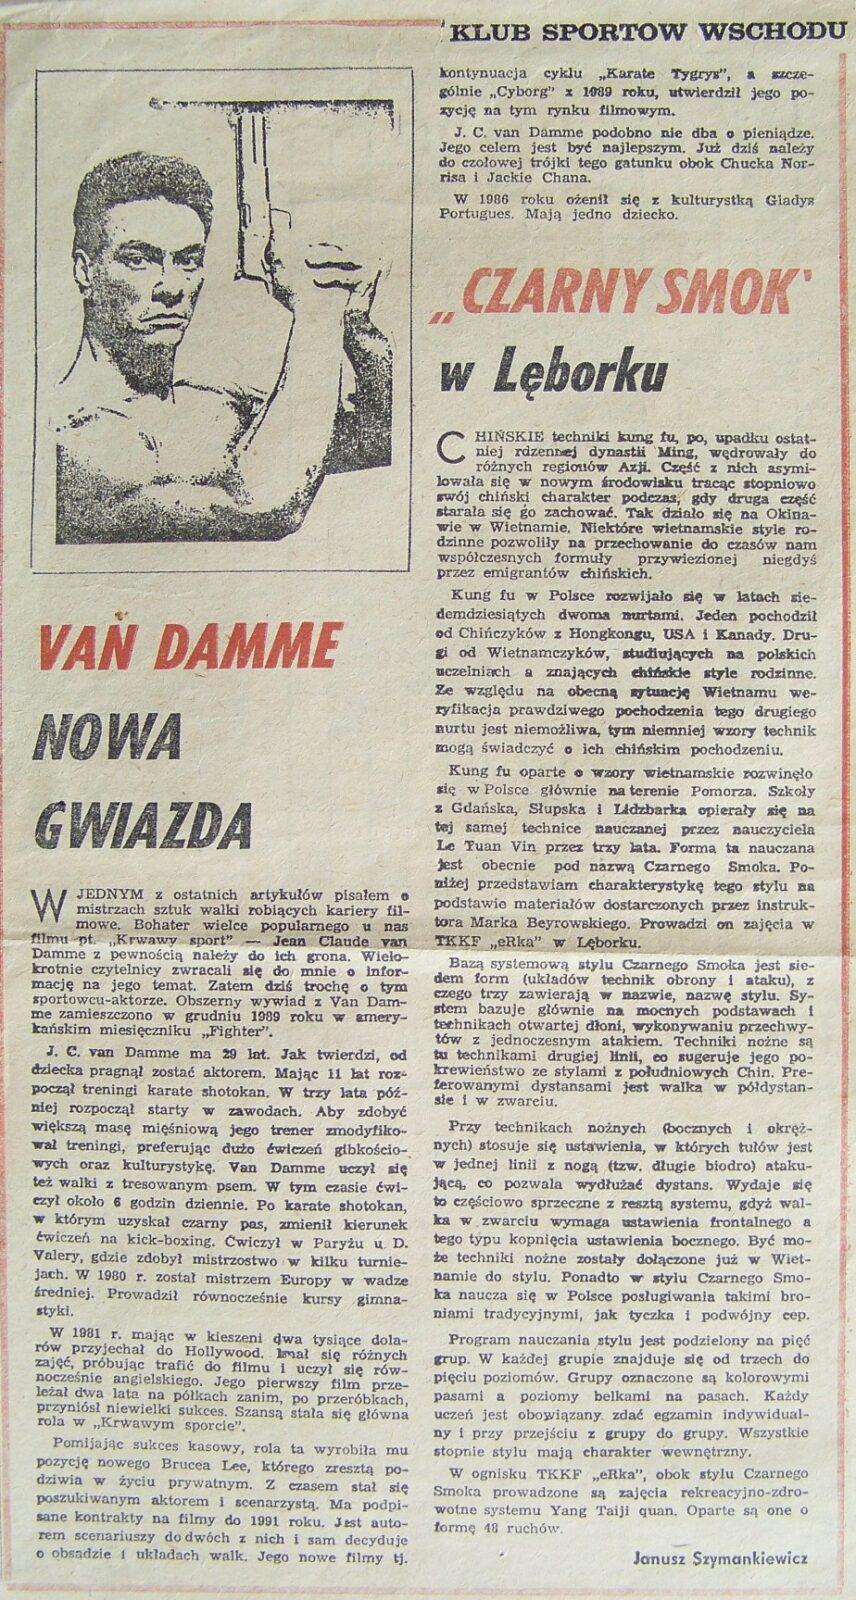 KLUB SPORTOW WSCHODU
VAN DAMME
NOWA
GWIAZDA
W JEDNYM z ostatnich artykułów pisałem o
mistrzach sztuk walki robiących kariery fil-
mowe. Bohater wielce popularnego u nas
filmu pt. „Krwawy sport" — Jean Claude van
Damme z pewnością należy do ich grona. Wielo-
krotnie czytelnicy zwracali się do mnie o infor-
mację na jego temat. Zatem dziś trochę o tym
sportowcu-aktorze. Obszerny wywiad z Van Dam-
me zamieszczono w grudniu 1989 roku w amery-
kańskim miesięczniku „Fighter".
J. C. van Damme ma 29 lat. Jak twierdzi, od
dziecka pragnął zostać aktorem. Mając 11 lat roz-
począł treningi karate shotokan. W trzy lata póź-
niej rozpoczął starty w zawodach. Aby zdobyć
większą masę mięśniową jego trener zmodyfiko-
wał treningi, preferując dużo ćwiczeń gibkościo-
wych oraz kulturystykę. Van Damme uczył się
też walki z tresowanym psem. W tym czasie ćwi-
czył około 6 godzin dziennie. Po karate shotokan,
w którym uzyskał czarny pas, zmienił kierunek
ćwiczeń na kick-boxing. Ćwiczył w Paryżu u D.
Valery, gdzie zdobył mistrzostwo w kilku turnie-
jach. W 1980 r. został mistrzem Europy w wadze
średniej. Prowadził równocześnie kursy gimna-
styki.
W 1981 r. mając w kieszeni dwa tysiące dola-
rów przyjechał do Hollywood. Imał się różnych
zajęć, próbując trafić do filmu i uczył się rów-
nocześnie angielskiego. Jego pierwszy film prze-
leżał dwa lata na półkach zanim, po przeróbkach,
przyniósł niewielki sukces. Szansą stała się główna
rola w „Krwawym sporcie".
Pomijając sukces kasowy, rola ta wyrobiła mu
pozycję nowego Brucea Lee, którego zresztą po-
dziwia w życiu prywatnym. Z czasem stał się
poszukiwanym aktorem i scenarzystą. Ma podpi-
sane kontrakty na filmy do 1991 roku. Jest auto-
rem scenariuszy do dwóch z nich i sam decyduje
o obsadzie i układach walk. Jego nowe filmy tj.
kontynuacja cyklu „Karate Tygrys", a szcze-
gólnie „Cyborg" z 1989 roku, utwierdził jego po-
zycję na tym rynku filmowym.
J. C. van Damme podobno nie dba o pieniądze.
Jego celem jest być najlepszym. Już dziś należy
do czołowej trójki tego gatunku obok Chucka Nor-
risa i Jackie Chana.
W 1986 roku ożenił się z kulturystką Gladys
Portugues. Mają jedno dziecko.
„CZARNY SMOK"
w Lęborku
CHIŃSKIE techniki kung fu, po, upadku ostat-
niej rdzennej dynastii Ming, wędrowały do
różnych regionów Azji. Część z nich asymi-
lowała się w nowym środowisku tracąc stopniowo
swój chiński charakter podczas, gdy druga część
starała się go zachować. Tak działo się na Okina-
wie w Wietnamie. Niektóre wietnamskie style ro-
dzinne pozwoliły na przechowanie do czasów nam
współczesnych formuły przywiezionej niegdyś
przez emigrantów chińskich.
Kung fu w Polsce rozwijało się w latach sie-
demdziesiątych dwoma nurtami. Jeden pochodził
od Chińczyków z Hongkongu, USA i Kanady. Dru-
gi od Wietnamczyków, studiujących na polskich
uczelniach a znających chińskie style rodzinne.
Ze względu na obecną sytuację Wietnamu we-
ryfikacja prawdziwego pochodzenia tego drugiego
nurtu jest niemożliwa, tym niemniej wzory technik
mogą świadczyć o ich chińskim pochodzeniu.
Kung fu oparte o wzory wietnamskie rozwinęło
się w Polsce głównie na terenie Pomorza. Szkoły
z Gdańska, Słupska i Lidzbarka opierały się na
tej samej technice nauczanej przez nauczyciela
Le Tuan Vin przez trzy lata. Forma ta nauczana
jest obecnie pod nazwą Czarnego Smoka. Po-
niżej przedstawiam charakterystykę tego stylu na
podstawie materiałów dostarczonych przez instruk-
tora Marka Beyrowskiego. Prowadzi on zajęcia w
TKKF „eRka" w Lęborku.
Bazą systemową stylu Czarnego Smoka jest sie-
dem form (układów technik obrony i ataku), z
czego trzy zawierają w nazwie, nazwę stylu. Sy-
stem bazuje głównie na mocnych podstawach i
technikach otwartej dłoni, wykonywaniu przechwy-
tów z jednoczesnym atakiem. Techniki nożne są
tu technikami drugiej linii, co sugeruje jego po-
krewieństwo ze stylami z południowych Chin. Pre-
ferowanymi dystansami jest walka w półdystan-
sie i w zwarciu.
Przy technikach nożnych (bocznych i okręż-
nych) stosuje się ustawienia, w których tułów jest
w jednej linii z nogą (tzw. długie biodro) ataku-
jącą, co pozwala wydłużać dystans. Wydaje się
to częściowo sprzeczne z resztą systemu, gdyż wal-
ka w zwarciu wymaga ustawienia frontalnego a
tego typu kopnięcia ustawienia bocznego. Być mo-
że techniki nożne zostały dołączone już w Wiet-
namie do stylu. Ponadto w stylu Czarnego Smo-
ka naucza się w Polsce posługiwania takimi bro-
niami tradycyjnymi, jak tyczka i podwójny cep.
Program nauczania stylu jest podzielony na pięć
grup. W każdej grupie znajduje się od trzech do
pięciu poziomów. Grupy oznaczone są kolorowymi
pasami a poziomy belkami na pasach. Każdy
uczeń jest obowiązany zdać egzamin indywidual-
ny i przy przejściu z grupy do grupy. Wszystkie
stopnie stylu mają charakter wewnętrzny.
W ognisku TKKF „eRka", obok stylu Czarnego
Smoka prowadzone są zajęcia rekreacyjno-zdro-
wotne systemu Yang Taiji quan. Oparte są one o
formę 48 ruchów.
Janusz Szymankiewicz